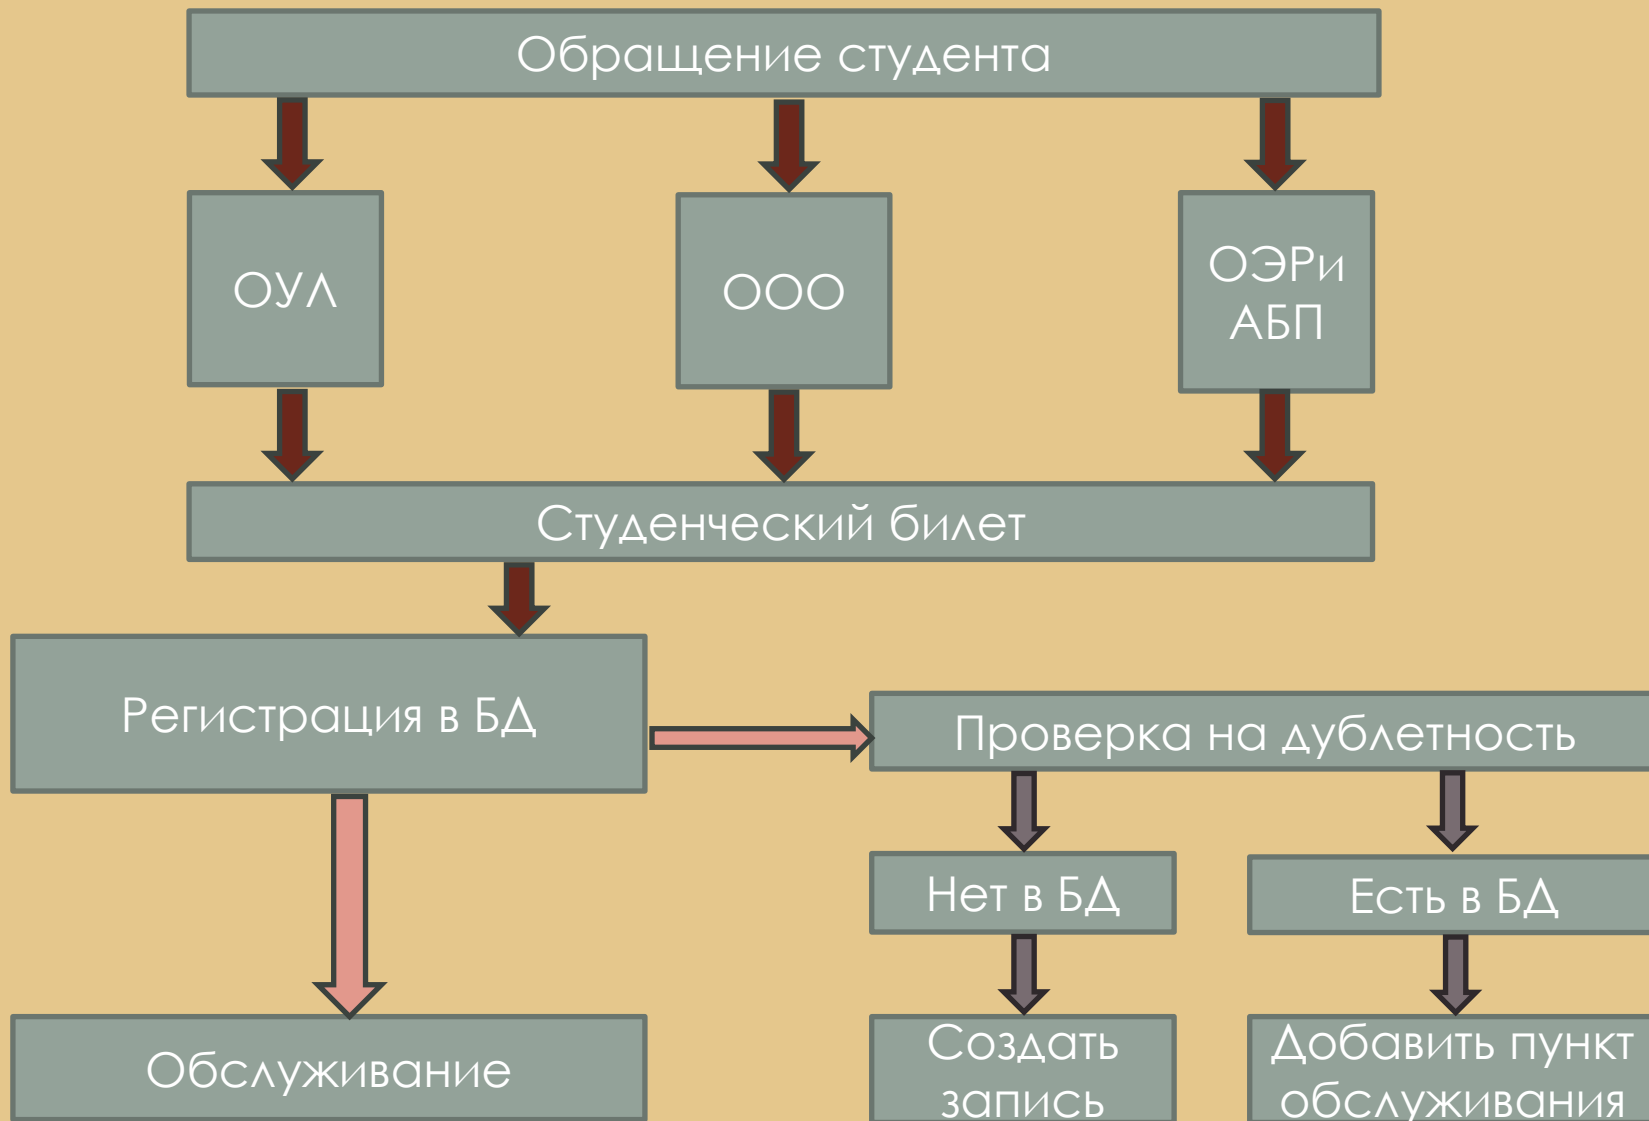 Обращение студента
ОУЛ
ООО
ОЭРи
АБП
Студенческий билет
Регистрация в БД
Проверка на дублетность
Нет в БД
Есть в БД
Обслуживание
Создать
запись
Добавить пункт
обслуживания